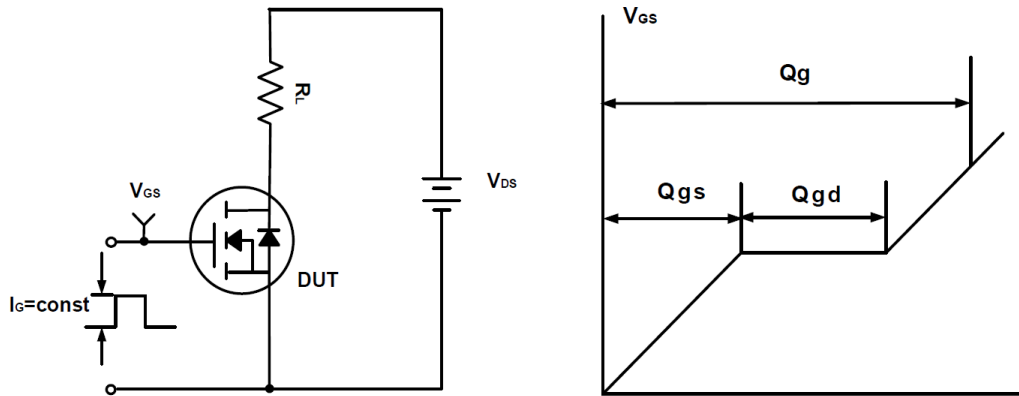 RL
VGS
VDS
DUT
IG=const
VGS
Qg
Qgs
Qgd